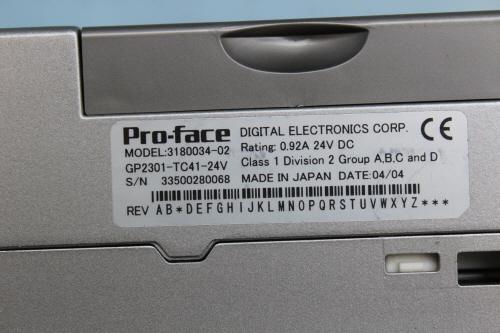 Pro-face DIGITAL ELECTRONICS CORP. CE
MODEL:3180034-02 Rating: 0.92A 24V DC
GP2301-TC41-24V Class 1 Division 2 Group A,B,C and D
S/N 33500280068 MADE IN JAPAN DATE:04/04
REV AB*DEFGHIJKLMNOPQRSTUVWXYZ***